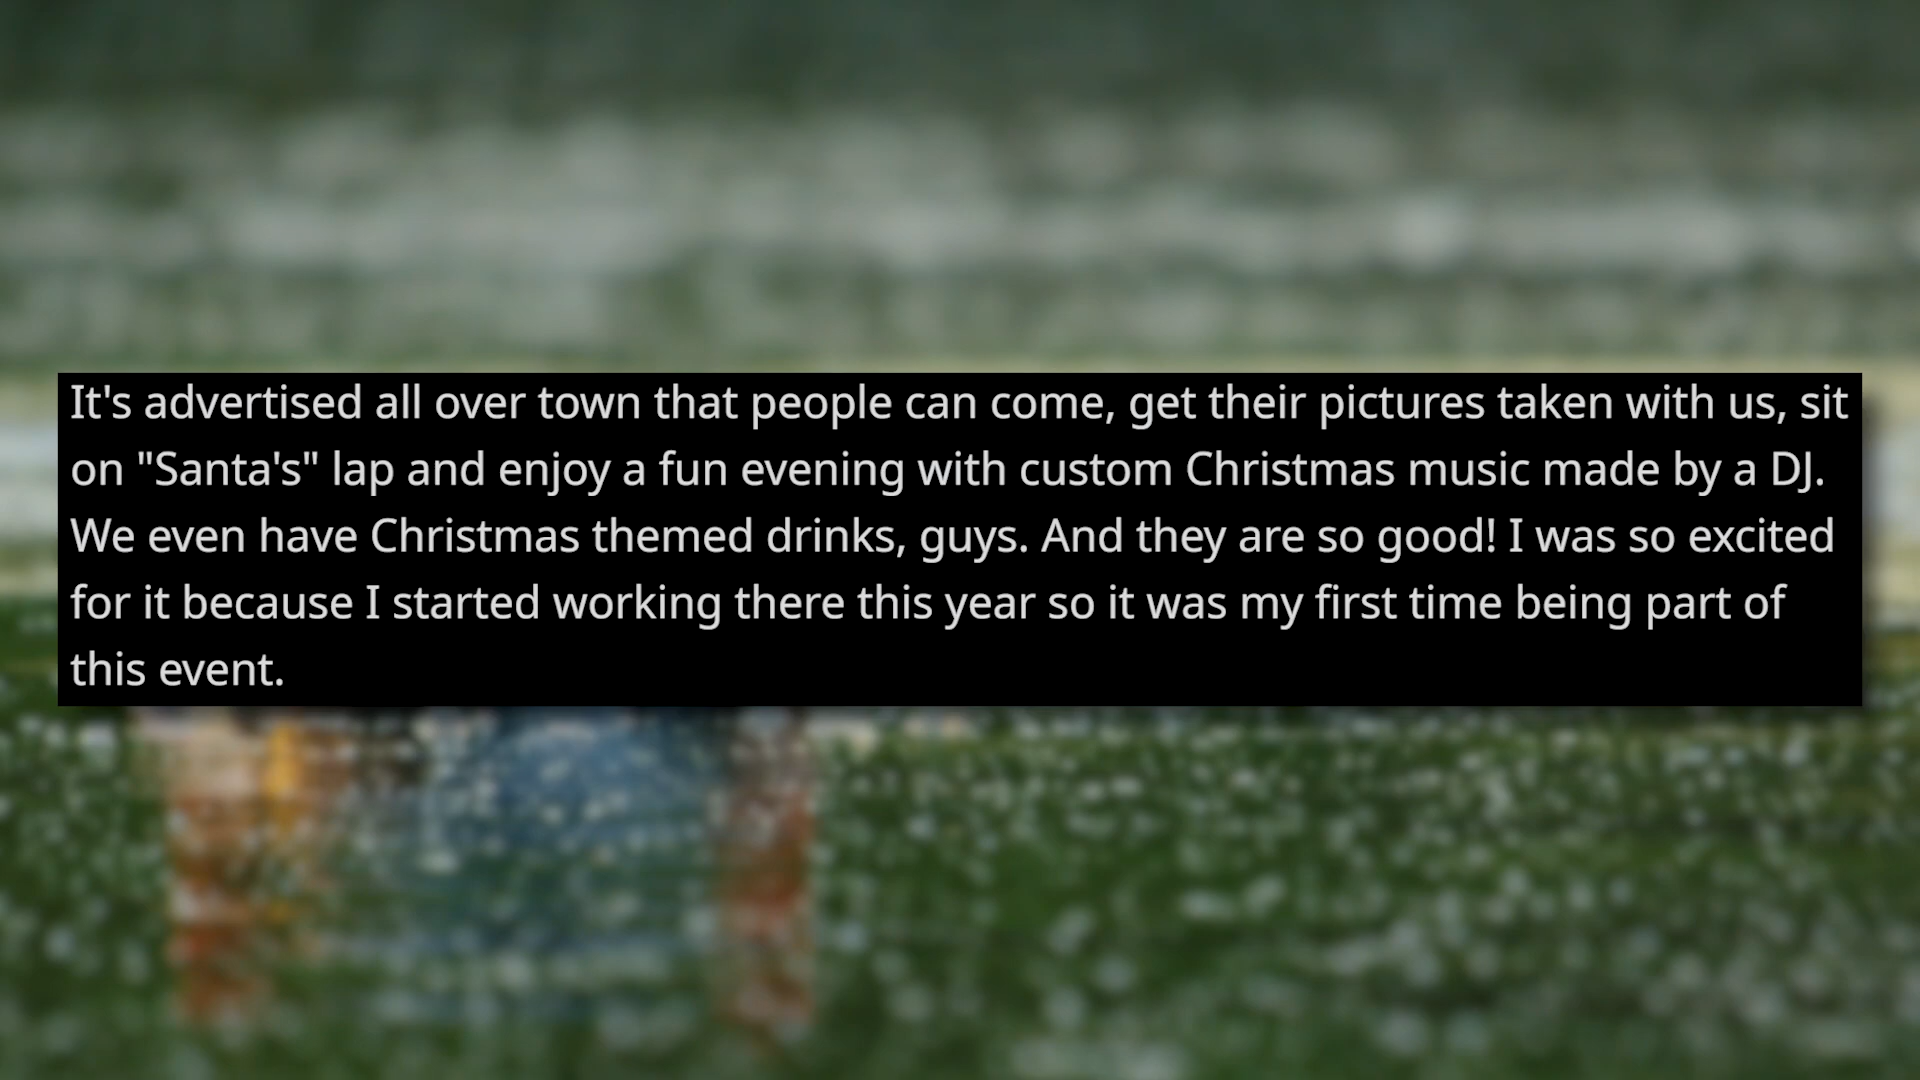 It's advertised all over town that people can come, get their pictures taken with us, sit
on "Santa's" lap and enjoy a fun evening with custom Christmas music made by a DJ.
We even have Christmas themed drinks, guys. And they are so good! I was so excited
for it because I started working there this year so it was my first time being part of
this event.